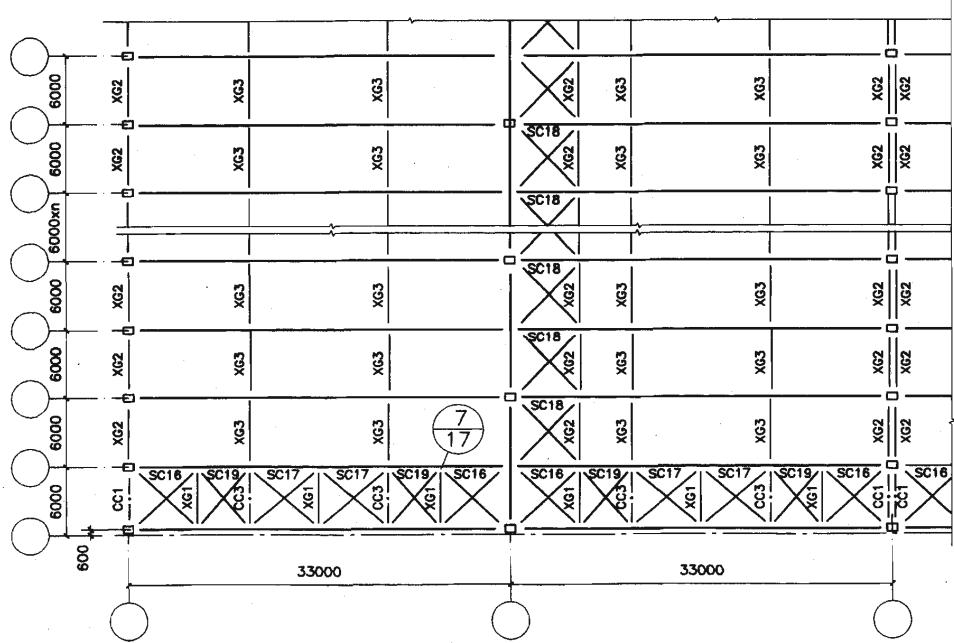 6000 XG2 XG3 XG3 XG2 XG3 XG2 XG2
SC18
6000 XG2 XG3 XG3 XG2 XG3 XG2 XG2
SC18
6000xn
SC18
6000 XG2 XG3 XG3 XG2 XG3 XG3 XG2 XG2
SC18
6000 XG2 XG3 XG3 XG2 XG3 XG3 XG2 XG2
SC18
6000 XG2 XG3 XG3 XG2 XG3 XG3 XG2 XG2
7
17
SC16 SC19 SC17 SC17 SC19 SC16 SC16 SC19 SC17 SC17 SC19 SC16 SC16
6000 CC1 XG1 CC3 XG1 CC3 XG1 XG1 CC3 XG1 CC3 XG1 CC1 CC1
600
33000 33000